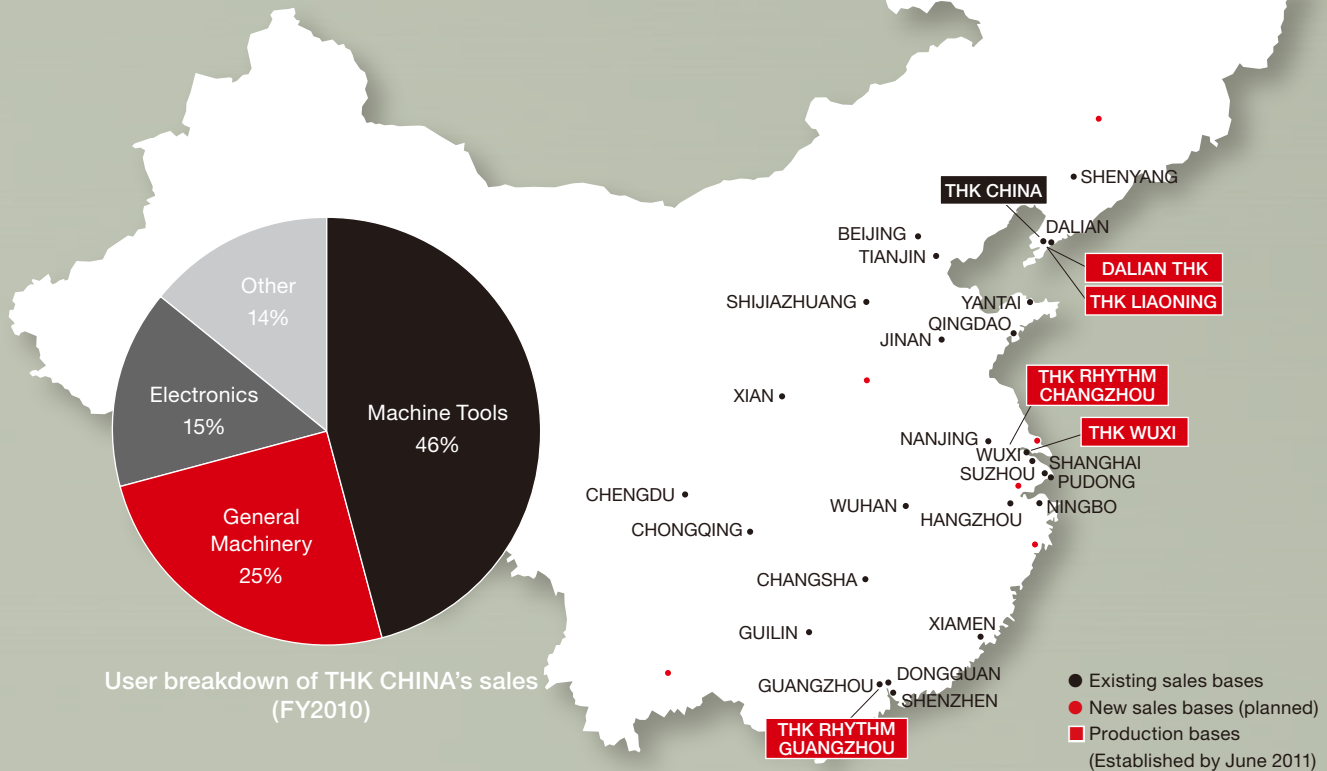 SHENYANG
THK CHINA
DALIAN
BEIJING
TIANJIN
DALIAN THK
THK LIAONING
SHIJIAZHUANG
YANTAI
QINGDAO
JINAN
XIAN
THK RHYTHM
CHANGZHOU
THK WUXI
NANJING
WUXI
SUZHOU
SHANGHAI
PUDONG
CHENGDU
WUHAN
HANGZHOU
NINGBO
CHONGQING
CHANGSHA
GUILIN
XIAMEN
GUANGZHOU
DONGGUAN
SHENZHEN
THK RHYTHM
GUANGZHOU
Other
14%
Electronics
15%
Machine Tools
46%
General
Machinery
25%
User breakdown of THK CHINA's sales
(FY2010)
Existing sales bases
New sales bases (planned)
Production bases
(Established by June 2011)